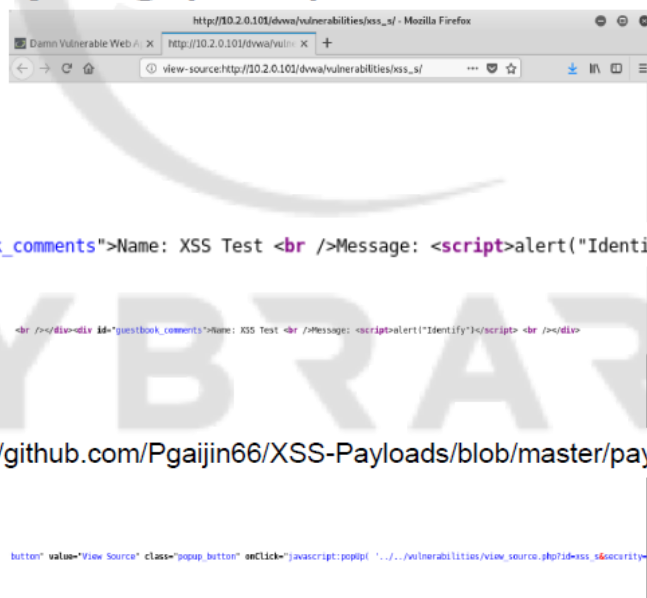 http://10.2.0.101/dvwa/vulnerabilities/xss_s/ - Mozilla Firefox
Damn Vulnerable Web A
http://10.2.0.101/dvwa/vulne
view-source:http://10.2.0.101/dvwa/vulnerabilities/xss_s/
_comments">Name: XSS Test <br />Message: <script>alert("Identi
<br /></div><div id="guestbook_comments">Name: XSS Test <br />Message: <script>alert("Identify")</script> <br /></div>
YBRAR
/github.com/Pgaijin66/XSS-Payloads/blob/master/pay
button" value="View Source" class="popup_button" onClick="javascript:popUp( '../../vulnerabilities/view_source.php?id=xss_s&security=